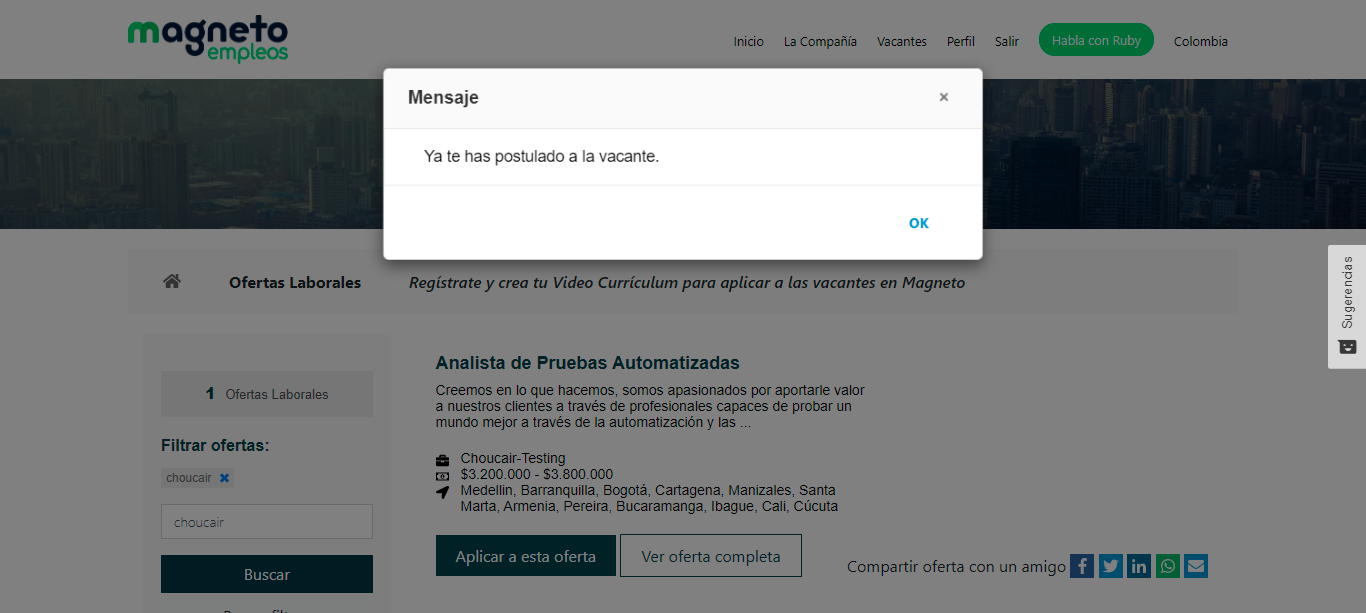 magneto
empleos
Inicio La Compañía Vacantes Perfil Salir Habla con Ruby Colombia
Mensaje ×
Ya te has postulado a la vacante.
OK
Ofertas Laborales Regístrate y crea tu Video Currículum para aplicar a las vacantes en Magneto
Sugerencias
1 Ofertas Laborales
Filtrar ofertas:
choucair ×
choucair
Buscar
Analista de Pruebas Automatizadas
Creemos en lo que hacemos, somos apasionados por aportarle valor
a nuestros clientes a través de profesionales capaces de probar un
mundo mejor a través de la automatización y las ...
Choucair-Testing
$3.200.000 - $3.800.000
Medellin, Barranquilla, Bogotá, Cartagena, Manizales, Santa
Marta, Armenia, Pereira, Bucaramanga, Ibague, Cali, Cúcuta
Aplicar a esta oferta Ver oferta completa
Compartir oferta con un amigo